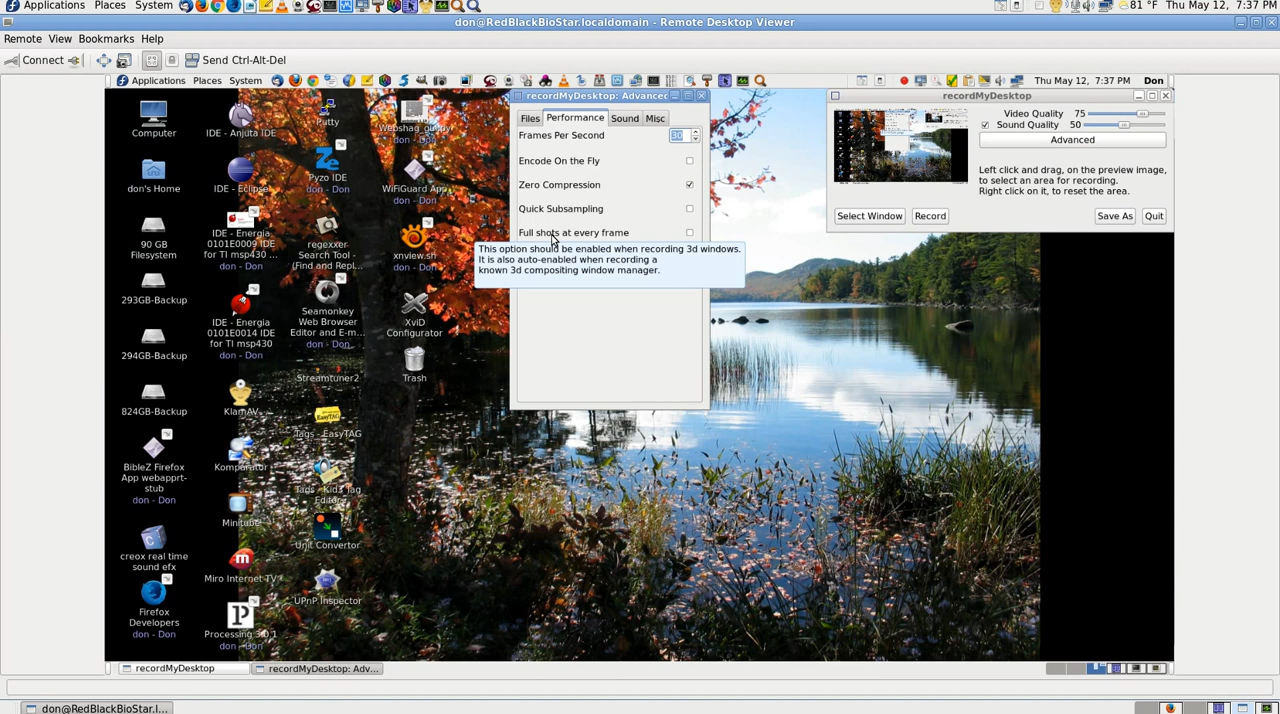 Applications Places System
81 °F Thu May 12, 7:37 PM
don@RedBlackBioStar.localdomain - Remote Desktop Viewer
Remote View Bookmarks Help
Connect
Send Ctrl-Alt-Del
Applications Places System
Thu May 12, 7:37 PM Don
Computer
don's Home
90 GB
Filesystem
293GB-Backup
294GB-Backup
824GB-Backup
BibleZ Firefox
App webapprt-
stub
don - Don
creox real time
sound efx
Firefox
Developers
don - Don
IDE - Anjuta IDE
IDE - Eclipse
IDE - Energia
0101E0009 IDE
for TI msp430
don - Don
IDE - Energia
0101E0014 IDE
for TI msp430
don - Don
KlamAV
Komparator
Minitube
Miro Internet TV
Processing 3.0.1
don - Don
Putty
Pyzo IDE
don - Don
regexxer
Search Tool -
(Find and Repl...
Seamonkey
Web Browser
Editor and E-m...
don - Don
Streamtuner2
Tags - EasyTAG
Tags - Kid3 Tag
Editor
Unit Convertor
UPnP Inspector
don - Don
WiFiGuard App
don - Don
xnview.sh
don - Don
XviD
Configurator
Trash
recordMyDesktop: Advanced
Files Performance Sound Misc
Frames Per Second 30
Encode On the Fly
Zero Compression
Quick Subsampling
Full shots at every frame
This option should be enabled when recording 3d windows.
It is also auto-enabled when recording a
known 3d compositing window manager.
recordMyDesktop
Video Quality 75
Sound Quality 50
Advanced
Left click and drag, on the preview image,
to select an area for recording.
Right click on it, to reset the area.
Select Window Record Save As Quit
recordMyDesktop
recordMyDesktop: Adv...
don@RedBlackBioStar.l...